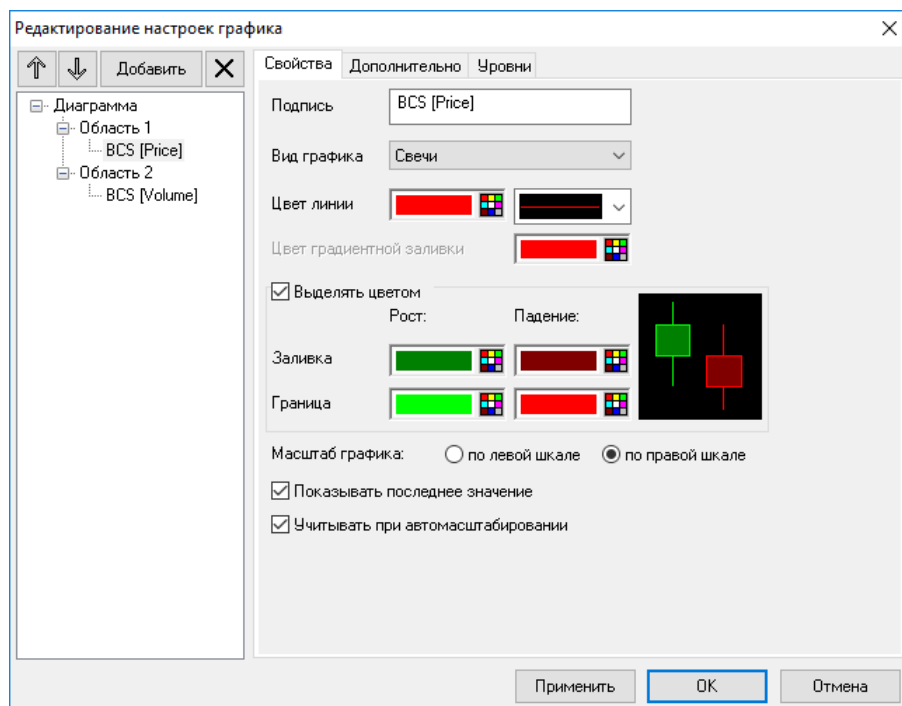 Редактирование настроек графика
Добавить
Диаграмма
Область 1
BCS [Price]
Область 2
BCS [Volume]
Свойства Дополнительно Уровни
Подпись BCS [Price]
Вид графика Свечи
Цвет линии
Цвет градиентной заливки
Выделять цветом
Рост: Падение:
Заливка
Граница
Масштаб графика: по левой шкале по правой шкале
Показывать последнее значение
Учитывать при автомасштабировании
Применить OK Отмена